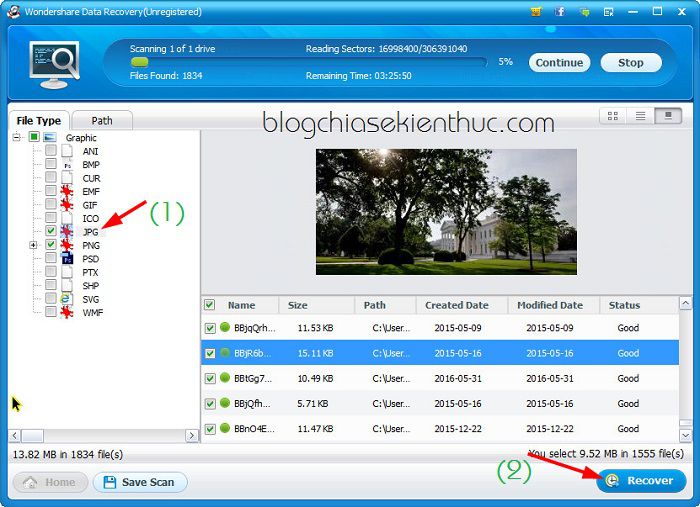 Wondershare Data Recovery(Unregistered)
Scanning 1 of 1 drive Reading Sectors: 16998400/306391040
5% Continue Stop
Files Found: 1834 Remaining Time: 03:25:50
File Type Path
blogchiasekienthuc.com
Graphic
ANI
BMP
CUR
EMF
GIF
ICO
JPG
(1)
PNG
PSD
PTX
SHP
SVG
WMF
Name Size Path Created Date Modified Date Status
BBjqQrh... 11.53 KB C:\User... 2015-05-09 2015-05-09 Good
BBjR6b... 15.11 KB C:\User... 2015-05-16 2015-05-16 Good
BBtGg7... 10.49 KB C:\User... 2016-05-31 2016-05-31 Good
BBjQfh... 5.71 KB C:\User... 2015-05-16 2015-05-16 Good
BBnO4E... 11.47 KB C:\User... 2015-12-22 2015-12-22 Good
13.82 MB in 1834 file(s) You select 9.52 MB in 1555 file(s)
(2)
Home Save Scan Recover